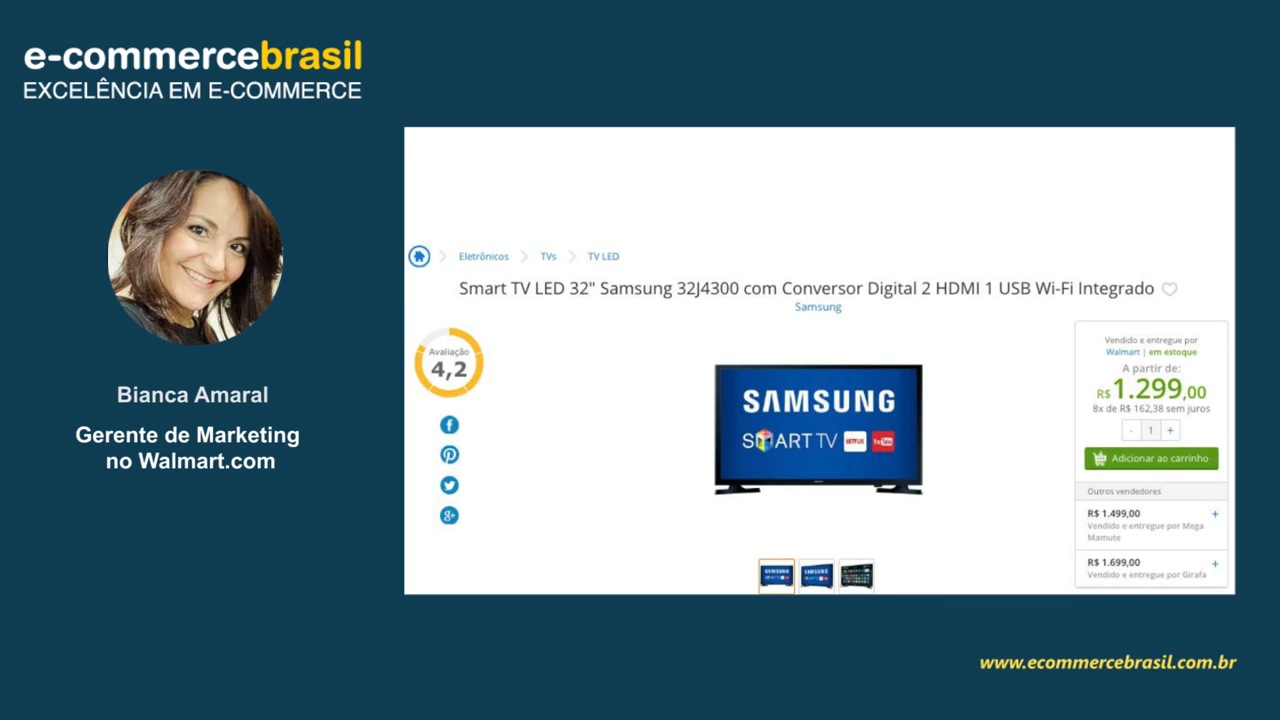 e-commercebrasil
EXCELÊNCIA EM E-COMMERCE
Bianca Amaral
Gerente de Marketing
no Walmart.com
Eletrônicos
TVs
TV LED
Smart TV LED 32" Samsung 32J4300 com Conversor Digital 2 HDMI 1 USB Wi-Fi Integrado
Samsung
Avaliação
4,2
SAMSUNG
SMART TV
NETFLIX
YouTube
Vendido e entregue por
Walmart | em estoque
A partir de:
R$ 1.299,00
8x de R$ 162,38 sem juros
- 1 +
Adicionar ao carrinho
Outros vendedores
R$ 1.499,00 +
Vendido e entregue por Mega
Mamute
R$ 1.699,00 +
Vendido e entregue por Girafa
SAMSUNG
SAMSUNG
www.ecommercebrasil.com.br